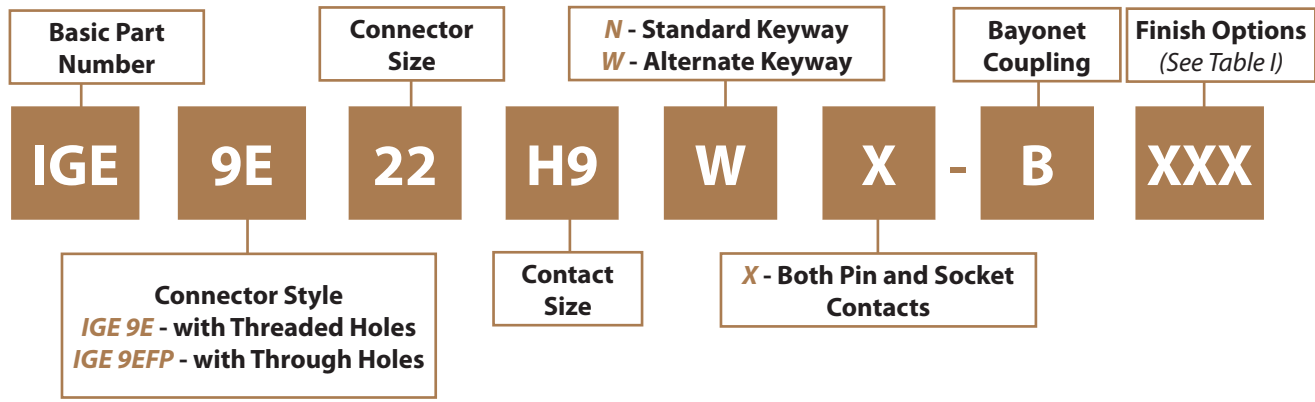 Basic Part
Number
Connector
Size
N - Standard Keyway
W - Alternate Keyway
Bayonet
Coupling
Finish Options
(See Table I)
IGE 9E 22 H9 W X - B XXX
Connector Style
IGE 9E - with Threaded Holes
IGE 9EFP - with Through Holes
Contact
Size
X - Both Pin and Socket
Contacts